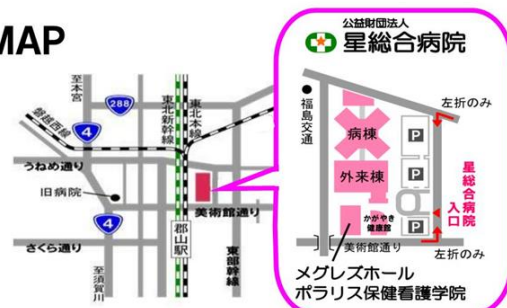 MAP
至本宮
288
4
磐越西線
東北新幹線
東北本線
うねめ通り
旧病院
美術館通り
4
さくら通り
郡山駅
東部幹線
至須賀川
公益財団法人
星総合病院
福島交通
左折のみ
病棟
P
外来棟
P
かがやき
健康館
P
星総合病院
入口
美術館通り
左折のみ
メグレズホール
ポラリス保健看護学院